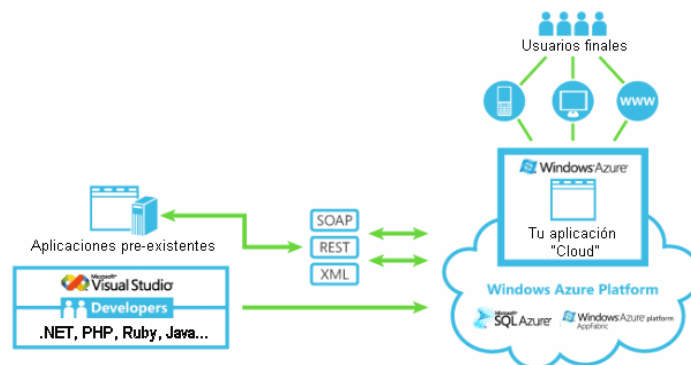 Usuarios finales
www
Windows Azure
Tu aplicación
"Cloud"
Aplicaciones pre-existentes
SOAP
REST
XML
Microsoft
Visual Studio
Developers
.NET, PHP, Ruby, Java...
Windows Azure Platform
Microsoft
SQL Azure
Windows Azure platform
AppFabric